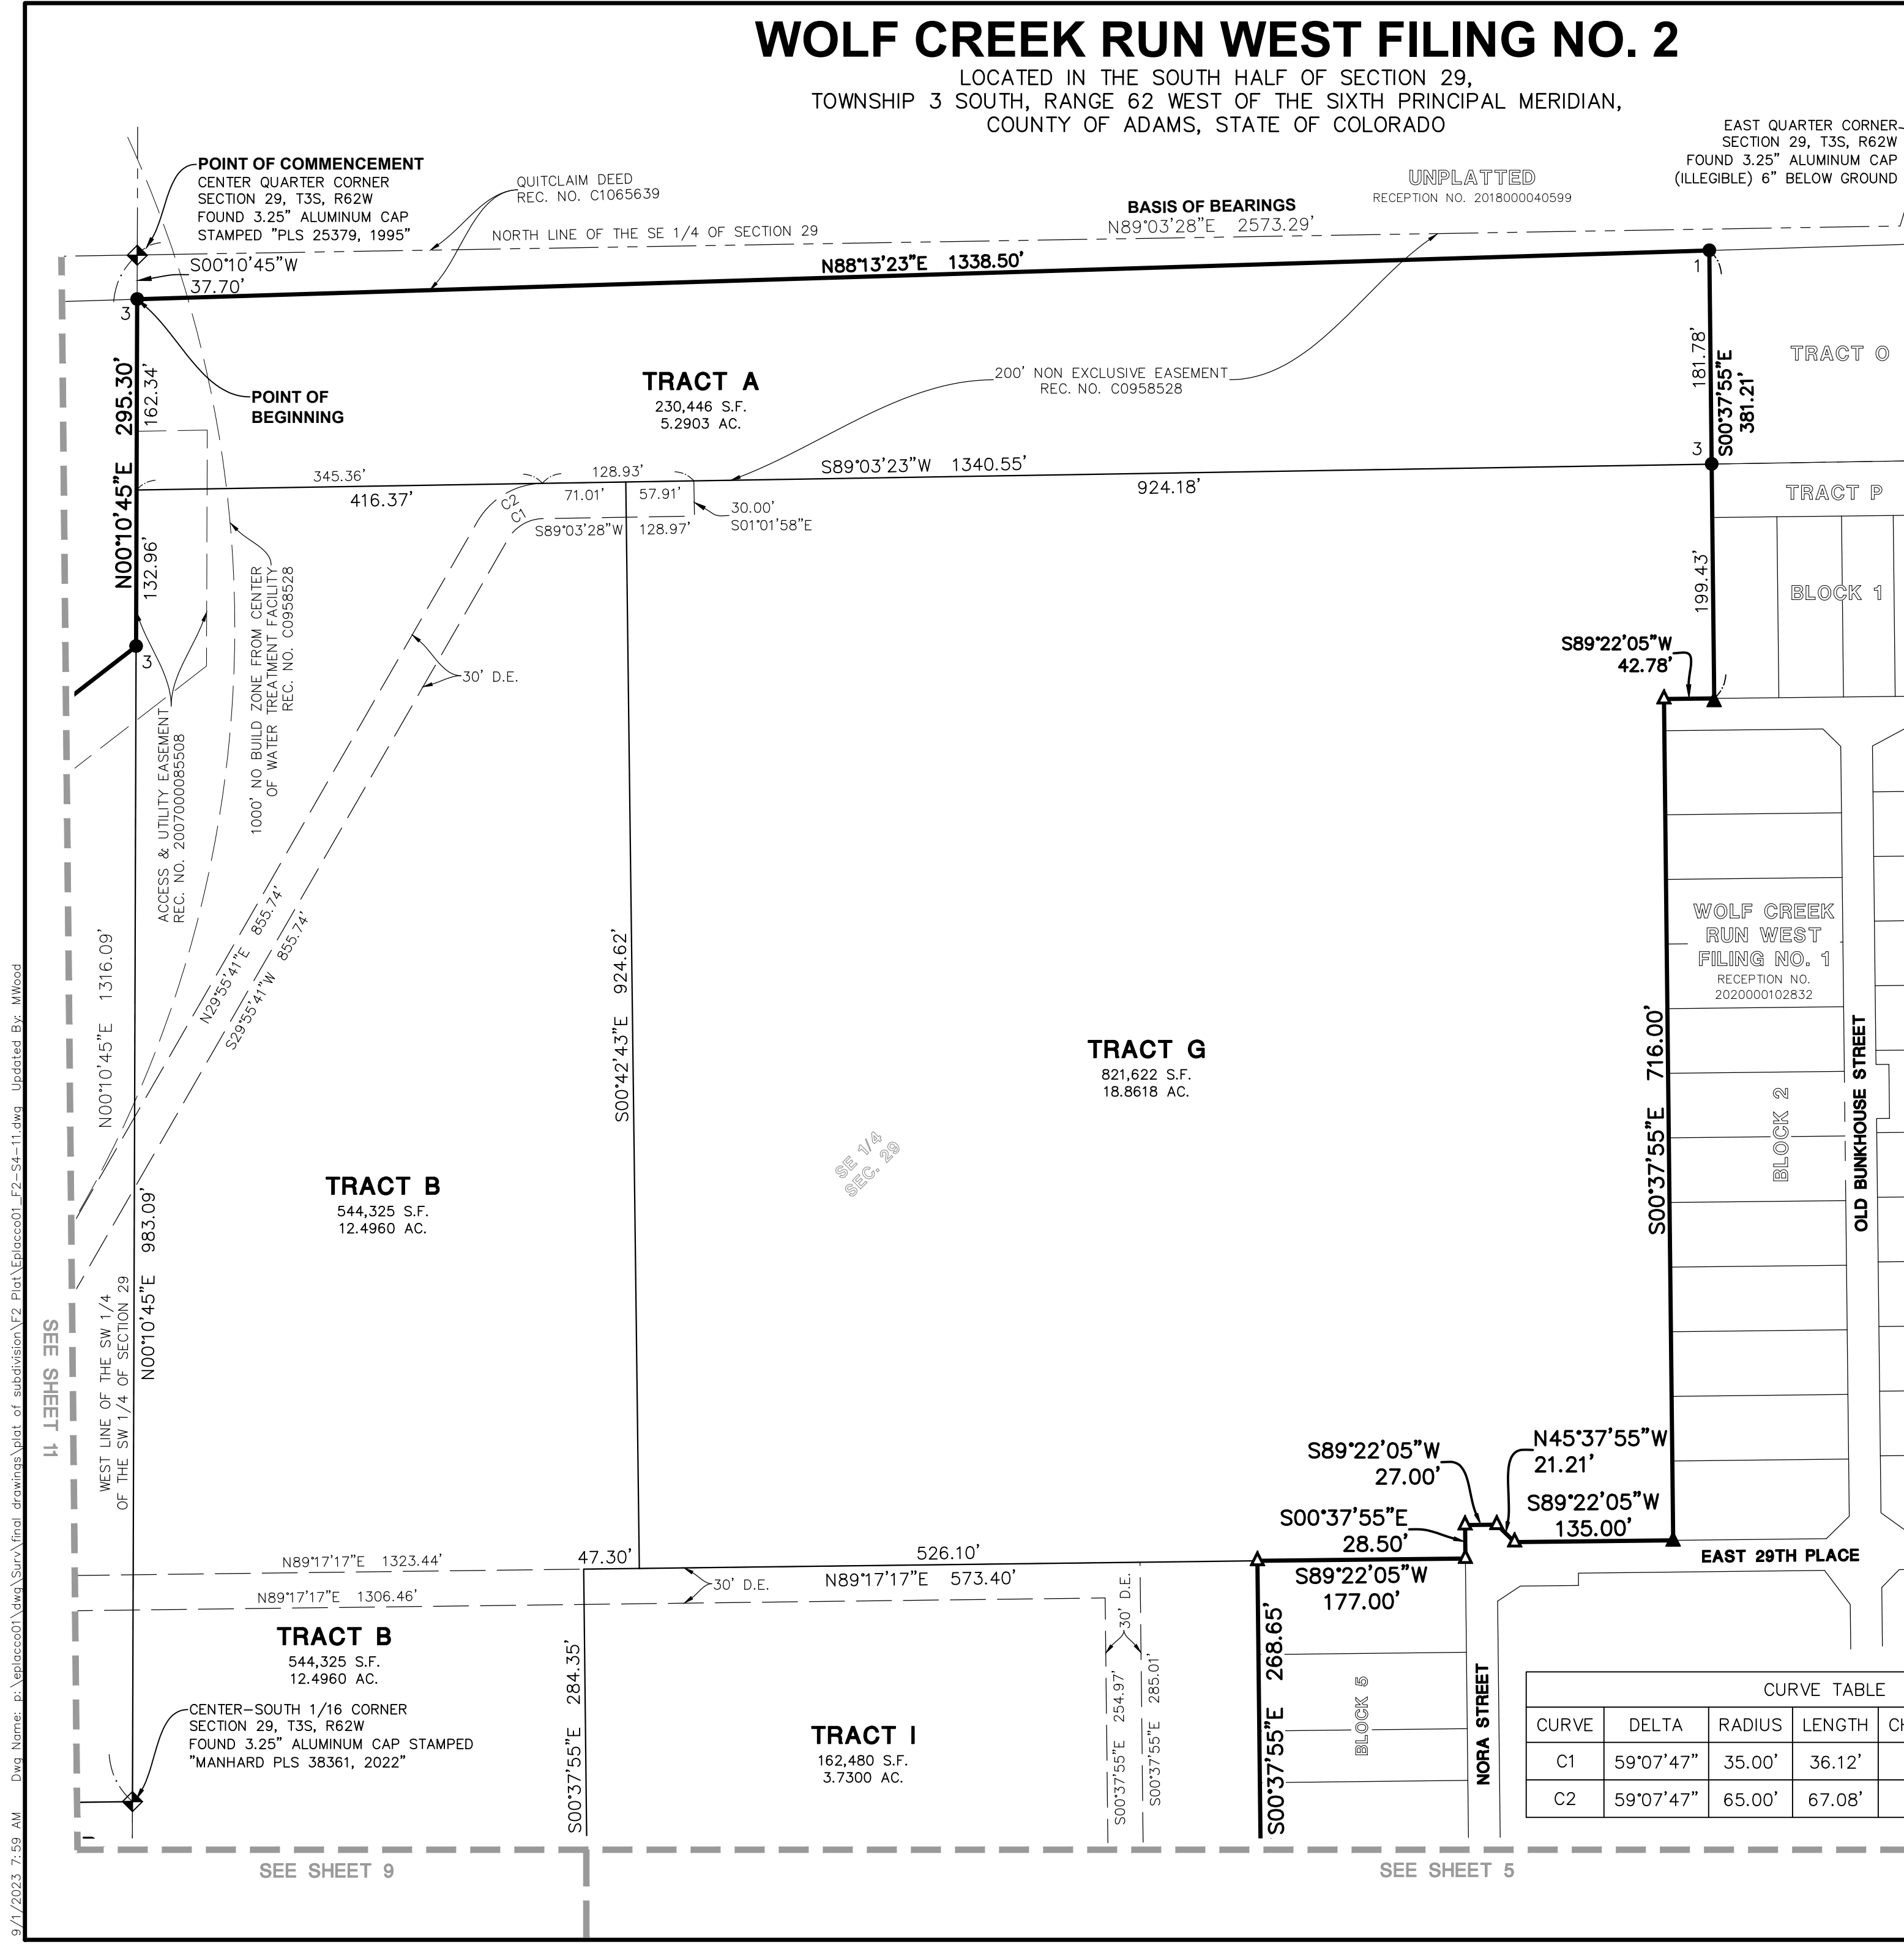 WOLF CREEK RUN WEST FILING NO. 2
LOCATED IN THE SOUTH HALF OF SECTION 29,
TOWNSHIP 3 SOUTH, RANGE 62 WEST OF THE SIXTH PRINCIPAL MERIDIAN,
COUNTY OF ADAMS, STATE OF COLORADO
EAST QUARTER CORNER
SECTION 29, T3S, R62W
FOUND 3.25" ALUMINUM CAP
(ILLEGIBLE) 6" BELOW GROUND
POINT OF COMMENCEMENT
CENTER QUARTER CORNER
SECTION 29, T3S, R62W
FOUND 3.25" ALUMINUM CAP
STAMPED "PLS 25379, 1995"
QUITCLAIM DEED
REC. NO. C1065639
UNPLATTED
RECEPTION NO. 2018000040599
BASIS OF BEARINGS
N89°03'28"E 2573.29'
NORTH LINE OF THE SE 1/4 OF SECTION 29
S00°10'45"W
37.70'
N88°13'23"E 1338.50'
1
3
POINT OF
BEGINNING
N00°10'45"E 295.30'
162.34'
132.96'
3
TRACT A
230,446 S.F.
5.2903 AC.
200' NON EXCLUSIVE EASEMENT
REC. NO. C0958528
181.78'
S00°37'55"E
381.21'
3
199.43'
TRACT O
TRACT P
BLOCK 1
345.36'
416.37'
128.93'
71.01'
57.91'
S89°03'23"W 1340.55'
924.18'
C2
C1
S89°03'28"W 128.97'
30.00'
S01°01'58"E
1000' NO BUILD ZONE FROM CENTER
OF WATER TREATMENT FACILITY
REC. NO. C0958528
30' D.E.
ACCESS & UTILITY EASEMENT
REC. NO. 2007000085508
S89°22'05"W
42.78'
N29°55'41"E 855.74'
S29°55'41"W 855.74'
N00°10'45"E 1316.09'
N00°10'45"E 983.09'
WEST LINE OF THE SW 1/4
OF THE SW 1/4 OF SECTION 29
S00°42'43"E 924.62'
TRACT G
821,622 S.F.
18.8618 AC.
SE 1/4
SEC. 29
TRACT B
544,325 S.F.
12.4960 AC.
WOLF CREEK
RUN WEST
FILING NO. 1
RECEPTION NO.
2020000102832
S00°37'55"E 716.00'
BLOCK 2
OLD BUNKHOUSE STREET
SEE SHEET 11
S89°22'05"W
27.00'
N45°37'55"W
21.21'
S00°37'55"E
28.50'
S89°22'05"W
135.00'
EAST 29TH PLACE
S89°22'05"W
177.00'
N89°17'17"E 1323.44'
N89°17'17"E 1306.46'
47.30'
526.10'
N89°17'17"E 573.40'
30' D.E.
30' D.E.
TRACT B
544,325 S.F.
12.4960 AC.
CENTER-SOUTH 1/16 CORNER
SECTION 29, T3S, R62W
FOUND 3.25" ALUMINUM CAP STAMPED
"MANHARD PLS 38361, 2022"
S00°37'55"E 284.35'
TRACT I
162,480 S.F.
3.7300 AC.
S00°37'55"E 254.97'
S00°37'55"E 285.01'
S00°37'55"E 268.65'
BLOCK 5
NORA STREET
CURVE TABLE
CURVE DELTA RADIUS LENGTH CH
C1 59°07'47" 35.00' 36.12'
C2 59°07'47" 65.00' 67.08'
SEE SHEET 9
SEE SHEET 5
9/1/2023 7:59 AM Dwg Name: p:\eplacco01\dwg\Surv\final drawings\plat of subdivision\F2 Plat\Eplacco01_F2-S4-11.dwg Updated By: MWood